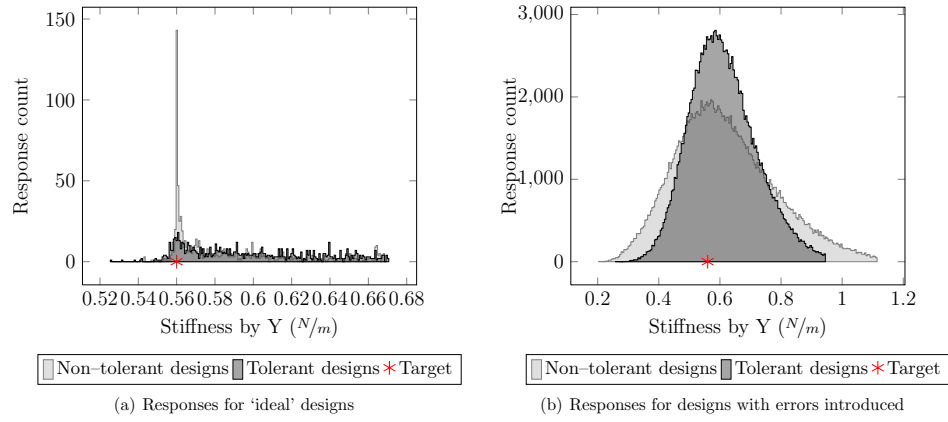 150
100
50
0
Response count
0.52 0.54 0.56 0.58 0.6 0.62 0.64 0.66 0.68
Stiffness by Y (N/m)
Non–tolerant designs Tolerant designs Target
(a) Responses for ‘ideal’ designs
3,000
2,000
1,000
0
Response count
0.2 0.4 0.6 0.8 1 1.2
Stiffness by Y (N/m)
Non–tolerant designs Tolerant designs Target
(b) Responses for designs with errors introduced